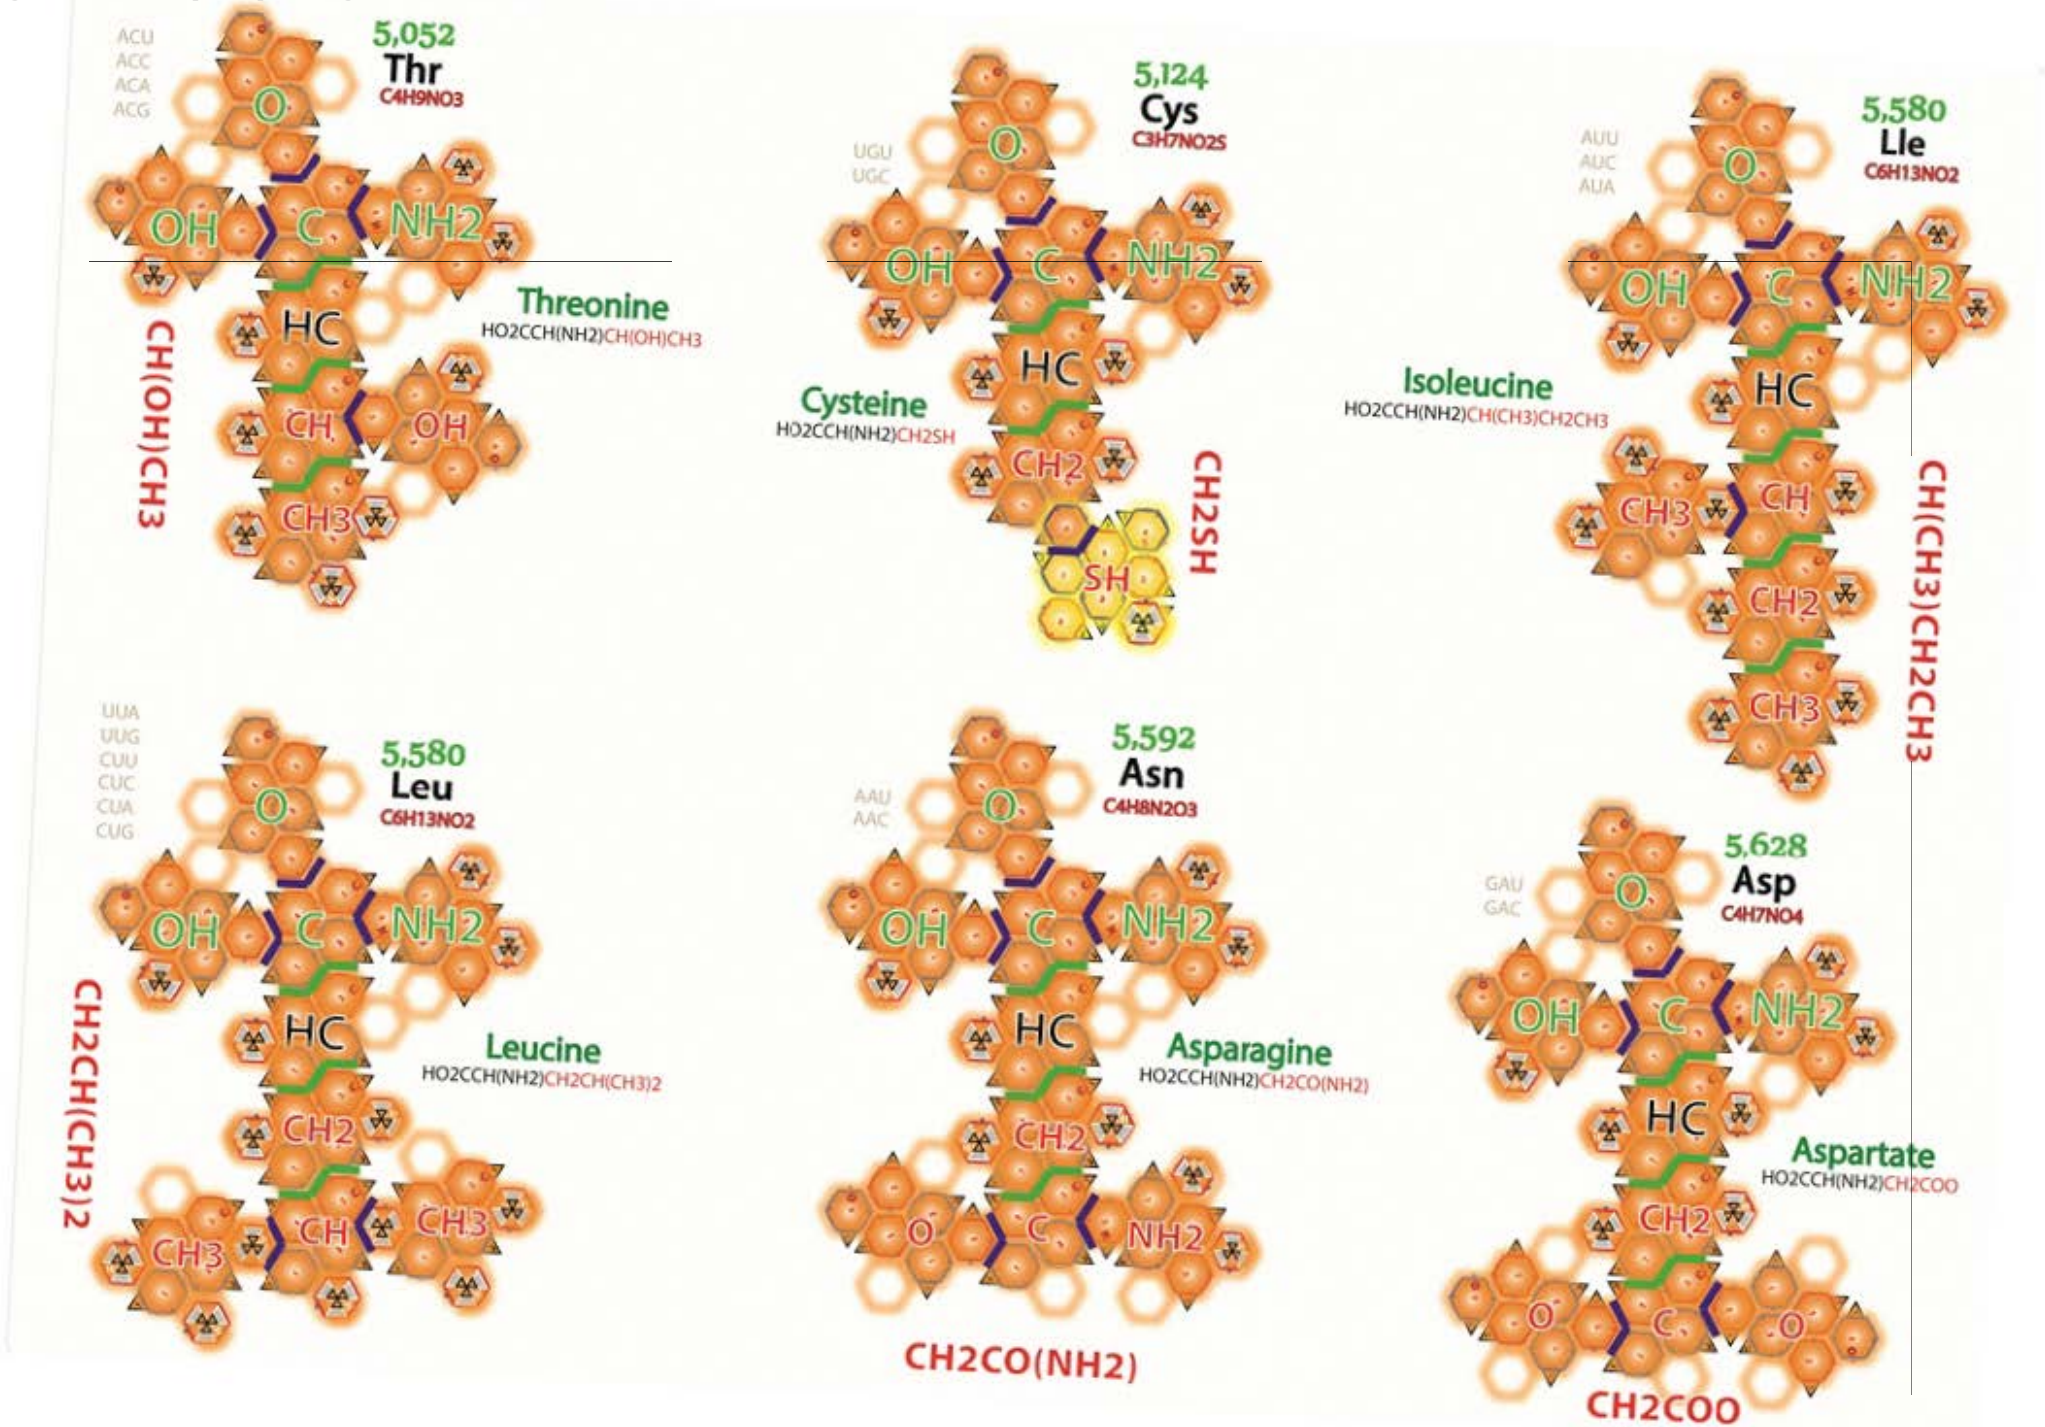 ACU
ACC
ACA
ACG
5,052
Thr
C4H9NO3
O
OH
C
NH2
HC
Threonine
HO2CCH(NH2)CH(OH)CH3
CH
OH
CH3
CH(OH)CH3
UGU
UGC
5,124
Cys
C3H7NO2S
O
OH
C
NH2
HC
Cysteine
HO2CCH(NH2)CH2SH
CH2
SH
CH2SH
AUU
AUC
AUA
5,580
Lle
C6H13NO2
O
OH
C
NH2
HC
Isoleucine
HO2CCH(NH2)CH(CH3)CH2CH3
CH3
CH
CH2
CH3
CH(CH3)CH2CH3
UUA
UUG
CUU
CUC
CUA
CUG
5,580
Leu
C6H13NO2
O
OH
C
NH2
HC
Leucine
HO2CCH(NH2)CH2CH(CH3)2
CH2
CH3
CH
CH3
CH2CH(CH3)2
AAU
AAC
5,592
Asn
C4H8N2O3
O
OH
C
NH2
HC
Asparagine
HO2CCH(NH2)CH2CO(NH2)
CH2
O
C
NH2
CH2CO(NH2)
GAU
GAC
5,628
Asp
C4H7NO4
O
OH
C
NH2
HC
Aspartate
HO2CCH(NH2)CH2COO
CH2
O
C
O
CH2COO